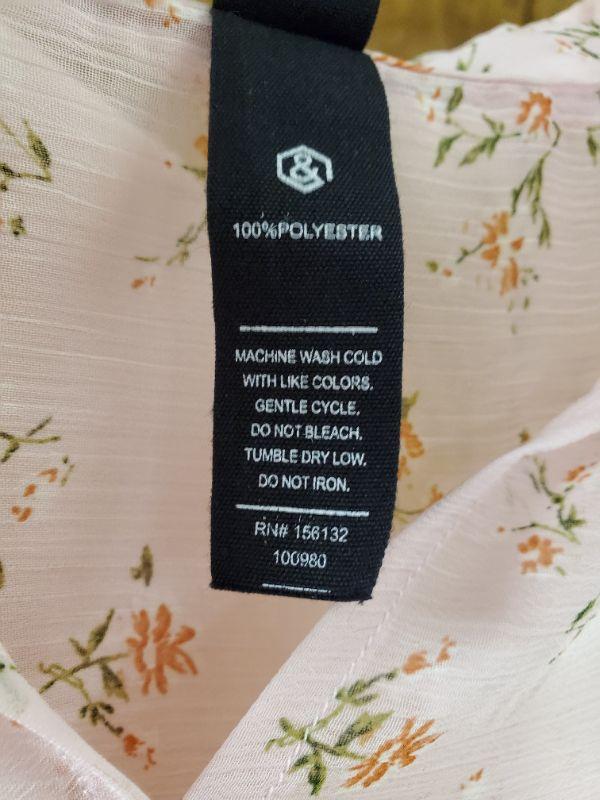 &
100%POLYESTER
MACHINE WASH COLD
WITH LIKE COLORS.
GENTLE CYCLE.
DO NOT BLEACH.
TUMBLE DRY LOW.
DO NOT IRON.
RN# 156132
100980